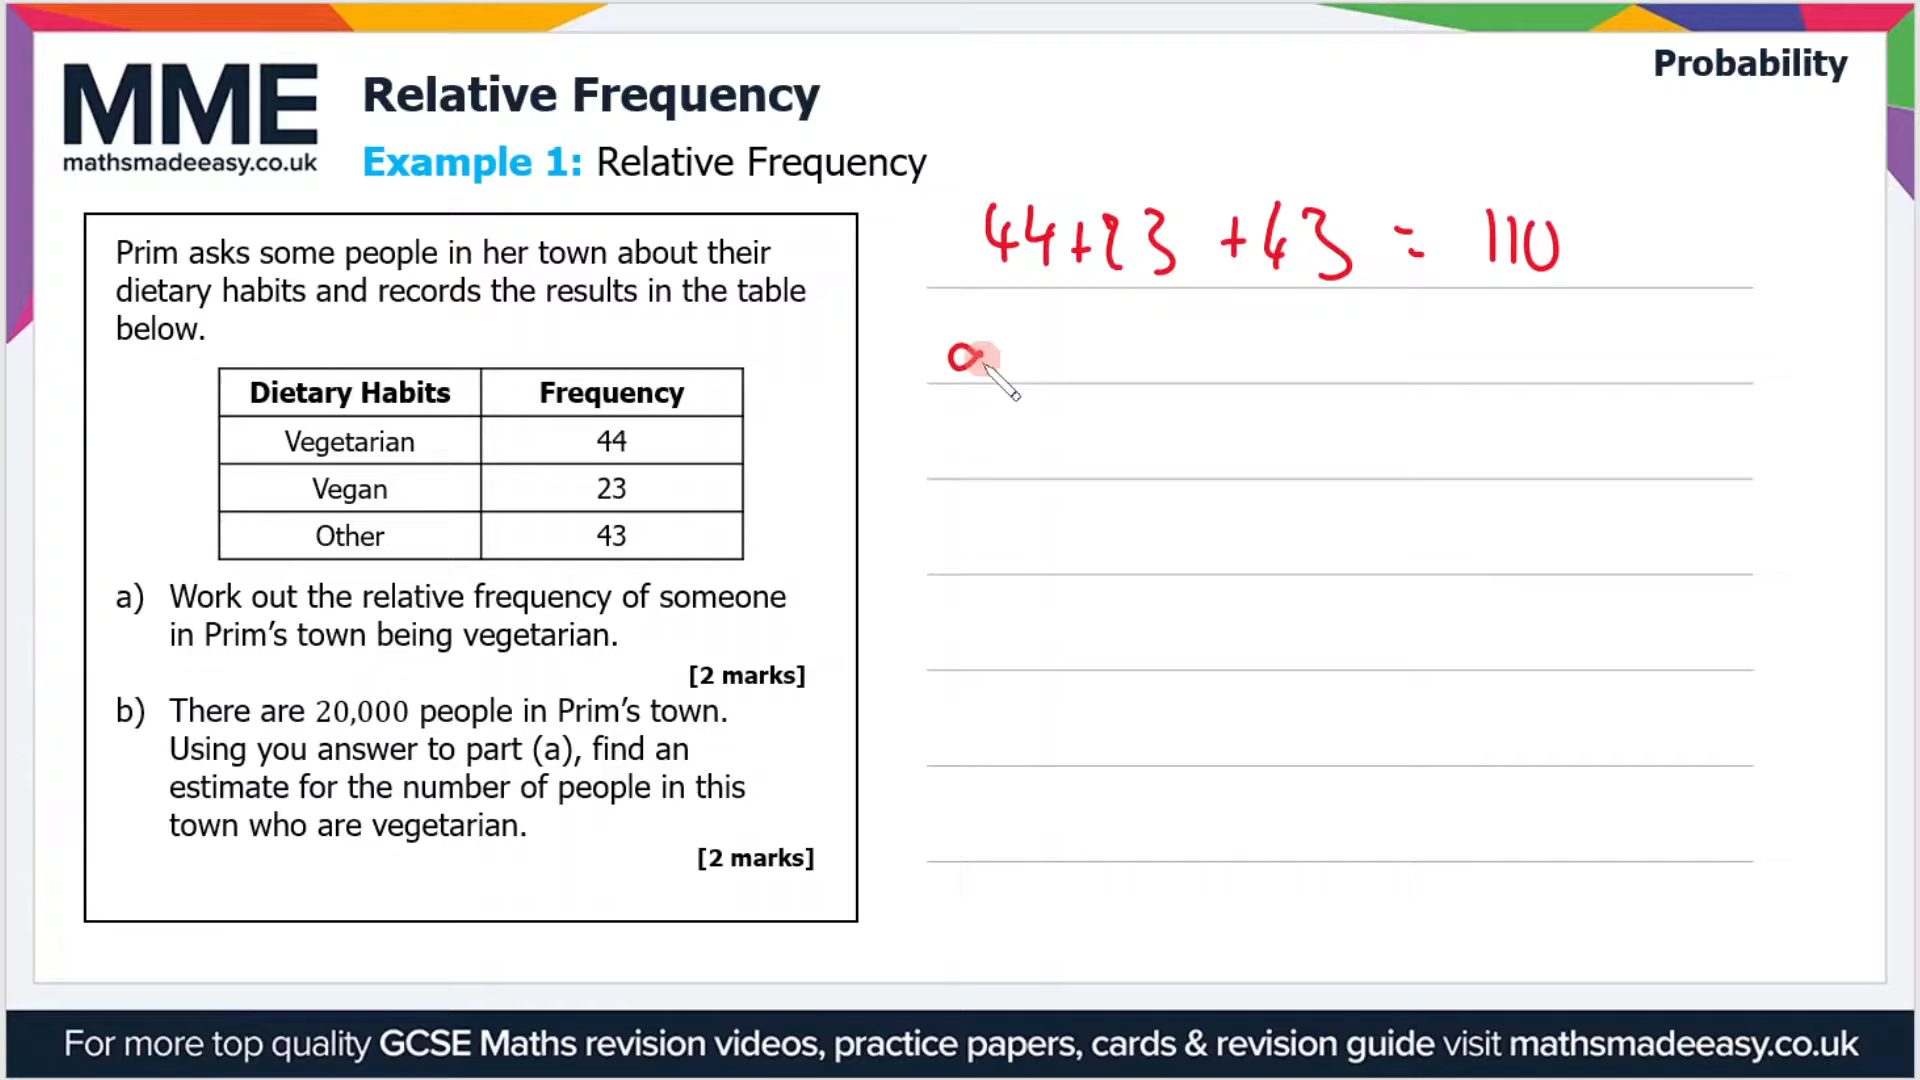 Probability
MME
mathsmadeeasy.co.uk
Relative Frequency
Example 1: Relative Frequency
Prim asks some people in her town about their
dietary habits and records the results in the table
below.
Dietary Habits Frequency
Vegetarian 44
Vegan 23
Other 43
a) Work out the relative frequency of someone
in Prim’s town being vegetarian.
[2 marks]
b) There are 20,000 people in Prim’s town.
Using you answer to part (a), find an
estimate for the number of people in this
town who are vegetarian.
[2 marks]
44+23 +43 = 110
For more top quality GCSE Maths revision videos, practice papers, cards & revision guide visit mathsmadeeasy.co.uk